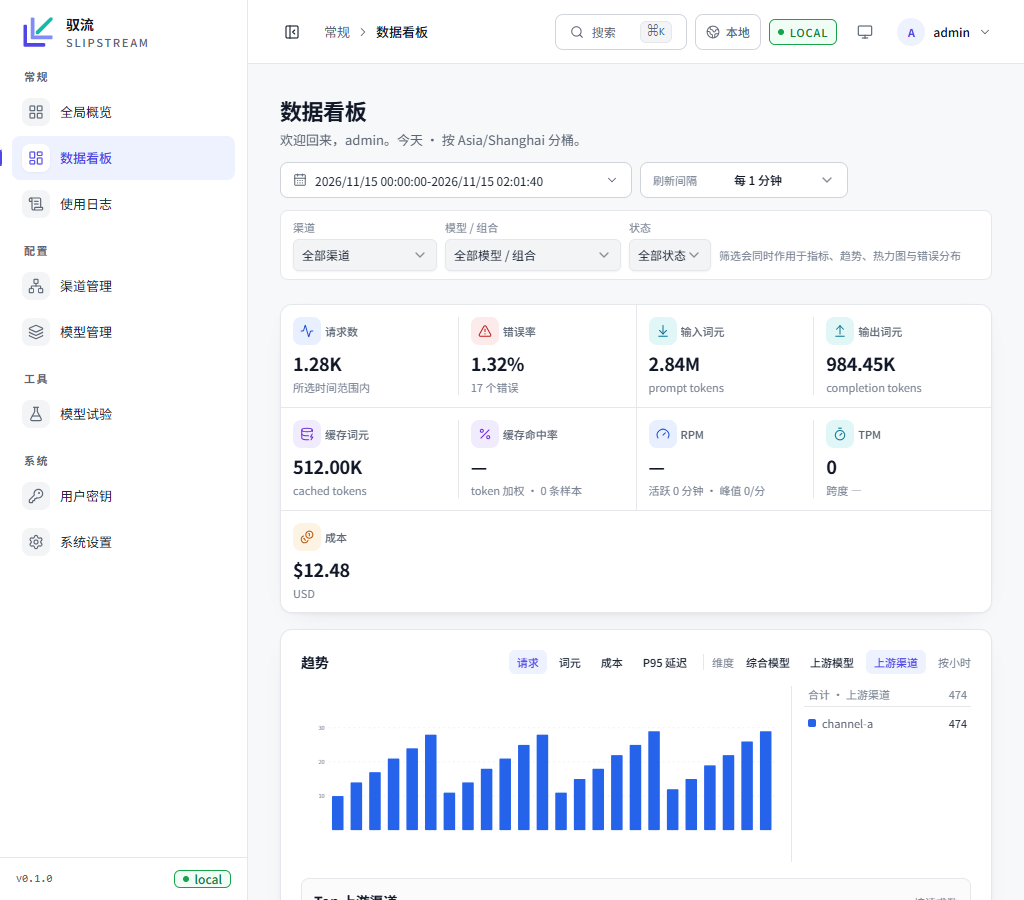 驭流
SLIPSTREAM
常规
全局概览
数据看板
使用日志
配置
渠道管理
模型管理
工具
模型试验
系统
用户密钥
系统设置
v0.1.0
local
常规 > 数据看板
搜索 ⌘K
本地
LOCAL
A admin
数据看板
欢迎回来，admin。今天 · 按 Asia/Shanghai 分桶。
2026/11/15 00:00:00-2026/11/15 02:01:40
刷新间隔 每 1 分钟
渠道 模型 / 组合 状态
全部渠道 全部模型 / 组合 全部状态 筛选会同时作用于指标、趋势、热力图与错误分布
请求数 错误率 输入词元 输出词元
1.28K 1.32% 2.84M 984.45K
所选时间范围内 17 个错误 prompt tokens completion tokens
缓存词元 缓存命中率 RPM TPM
512.00K — — 0
cached tokens token 加权 · 0 条样本 活跃 0 分钟 · 峰值 0/分 跨度 —
成本
$12.48
USD
趋势 请求 词元 成本 P95 延迟 维度 综合模型 上游模型 上游渠道 按小时
合计 · 上游渠道 474
channel-a 474
30
20
10
Top 上游渠道